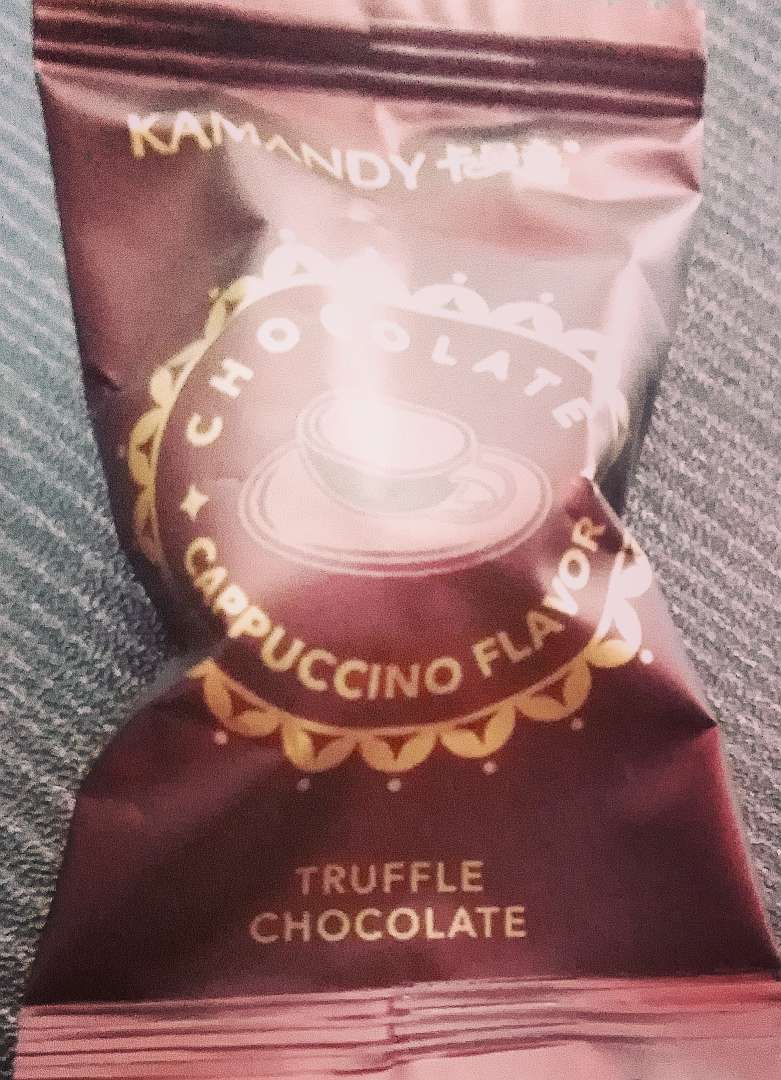 KAMANDY
CHOCOLATE
CAPPUCCINO FLAVOR
TRUFFLE
CHOCOLATE